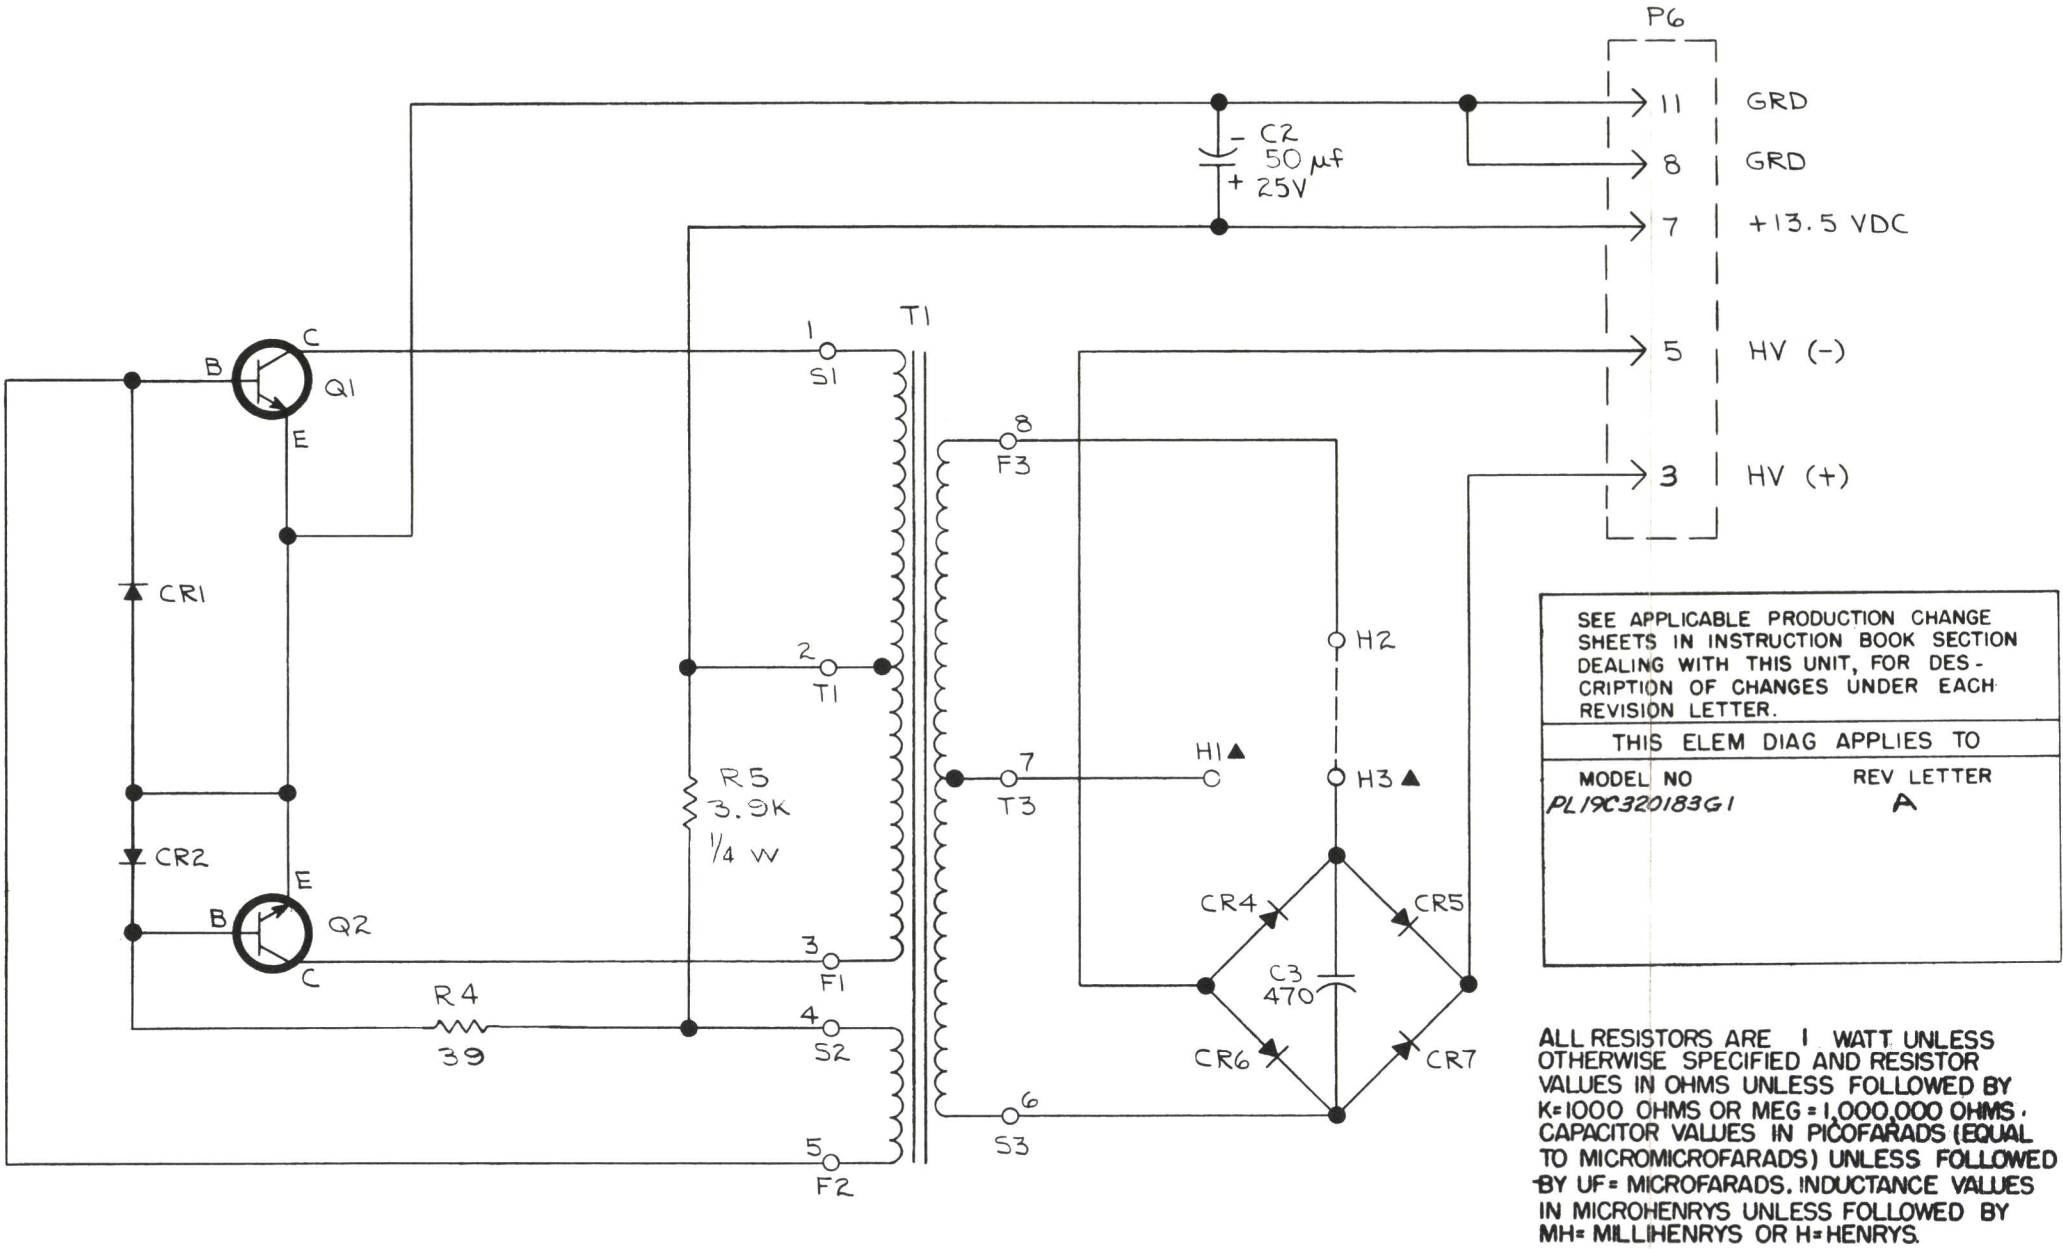 P6
11 GRD
8 GRD
7 +13.5 VDC
5 HV (-)
3 HV (+)
- C2
50 µf
+ 25V
T1
C
B
Q1
E
1
S1
8
F3
CR1
H2
2
T1
H1▲
7
T3
H3▲
R5
3.9K
1/4 W
CR2
E
B
Q2
C
CR4
CR5
3
F1
C3
470
R4
39
4
S2
CR6
CR7
6
S3
5
F2
SEE APPLICABLE PRODUCTION CHANGE
SHEETS IN INSTRUCTION BOOK SECTION
DEALING WITH THIS UNIT, FOR DES-
CRIPTION OF CHANGES UNDER EACH
REVISION LETTER.
THIS ELEM DIAG APPLIES TO
MODEL NO REV LETTER
PL19C320183G1 A
ALL RESISTORS ARE 1 WATT UNLESS
OTHERWISE SPECIFIED AND RESISTOR
VALUES IN OHMS UNLESS FOLLOWED BY
K=1000 OHMS OR MEG=1,000,000 OHMS.
CAPACITOR VALUES IN PICOFARADS (EQUAL
TO MICROMICROFARADS) UNLESS FOLLOWED
BY UF= MICROFARADS. INDUCTANCE VALUES
IN MICROHENRYS UNLESS FOLLOWED BY
MH= MILLIHENRYS OR H=HENRYS.